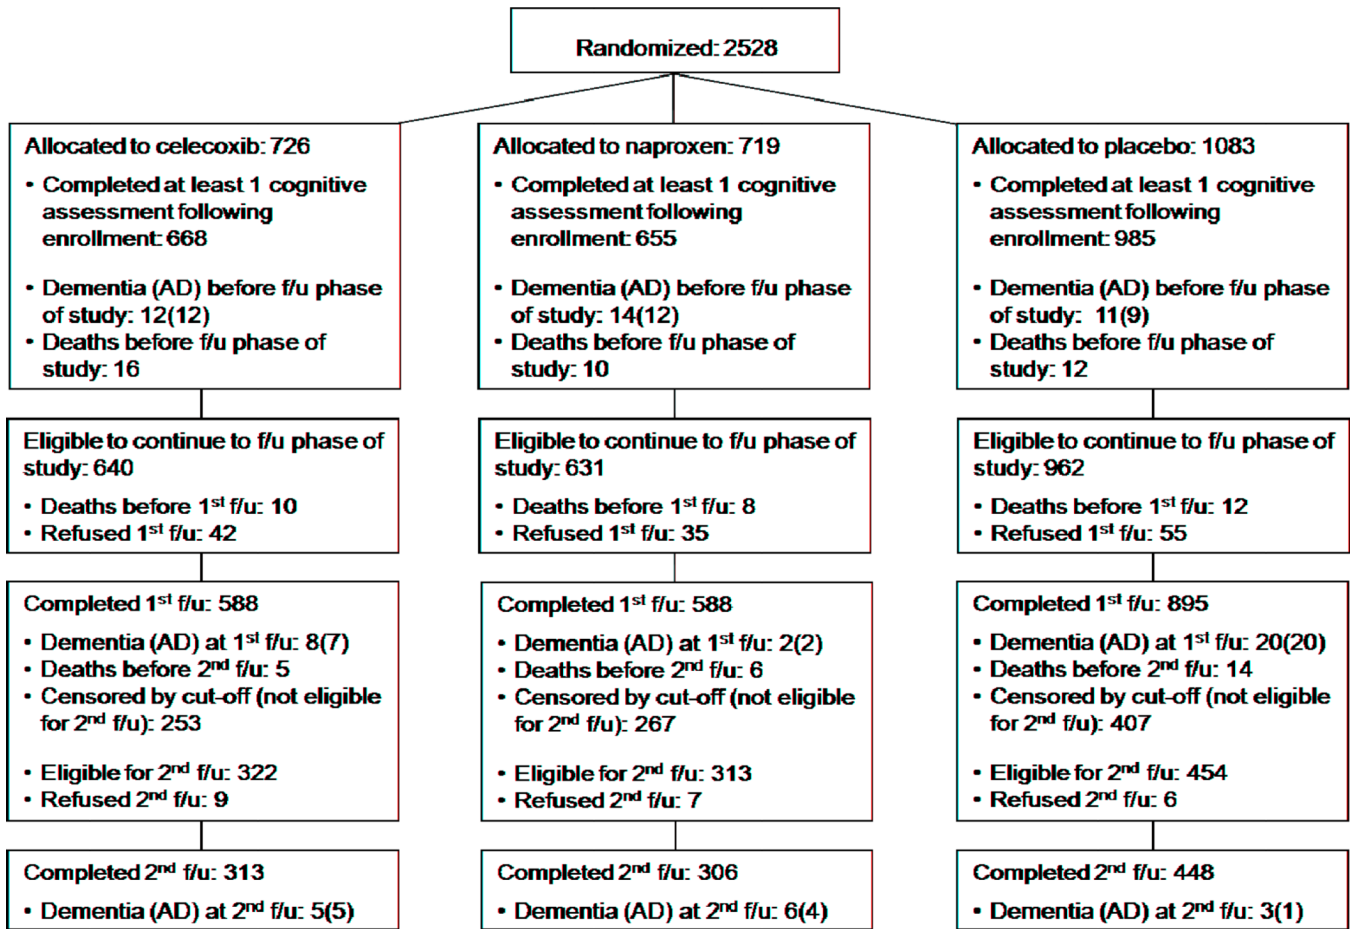 Randomized: 2528
Allocated to celecoxib: 726
• Completed at least 1 cognitive
assessment following
enrollment: 668
• Dementia (AD) before f/u phase
of study: 12(12)
• Deaths before f/u phase of
study: 16
Allocated to naproxen: 719
• Completed at least 1 cognitive
assessment following
enrollment: 655
• Dementia (AD) before f/u phase
of study: 14(12)
• Deaths before f/u phase of
study: 10
Allocated to placebo: 1083
• Completed at least 1 cognitive
assessment following
enrollment: 985
• Dementia (AD) before f/u phase
of study: 11(9)
• Deaths before f/u phase of
study: 12
Eligible to continue to f/u phase of
study: 640
• Deaths before 1st f/u: 10
• Refused 1st f/u: 42
Eligible to continue to f/u phase of
study: 631
• Deaths before 1st f/u: 8
• Refused 1st f/u: 35
Eligible to continue to f/u phase of
study: 962
• Deaths before 1st f/u: 12
• Refused 1st f/u: 55
Completed 1st f/u: 588
• Dementia (AD) at 1st f/u: 8(7)
• Deaths before 2nd f/u: 5
• Censored by cut-off (not eligible
for 2nd f/u): 253
• Eligible for 2nd f/u: 322
• Refused 2nd f/u: 9
Completed 1st f/u: 588
• Dementia (AD) at 1st f/u: 2(2)
• Deaths before 2nd f/u: 6
• Censored by cut-off (not eligible
for 2nd f/u): 267
• Eligible for 2nd f/u: 313
• Refused 2nd f/u: 7
Completed 1st f/u: 895
• Dementia (AD) at 1st f/u: 20(20)
• Deaths before 2nd f/u: 14
• Censored by cut-off (not eligible
for 2nd f/u): 407
• Eligible for 2nd f/u: 454
• Refused 2nd f/u: 6
Completed 2nd f/u: 313
• Dementia (AD) at 2nd f/u: 5(5)
Completed 2nd f/u: 306
• Dementia (AD) at 2nd f/u: 6(4)
Completed 2nd f/u: 448
• Dementia (AD) at 2nd f/u: 3(1)